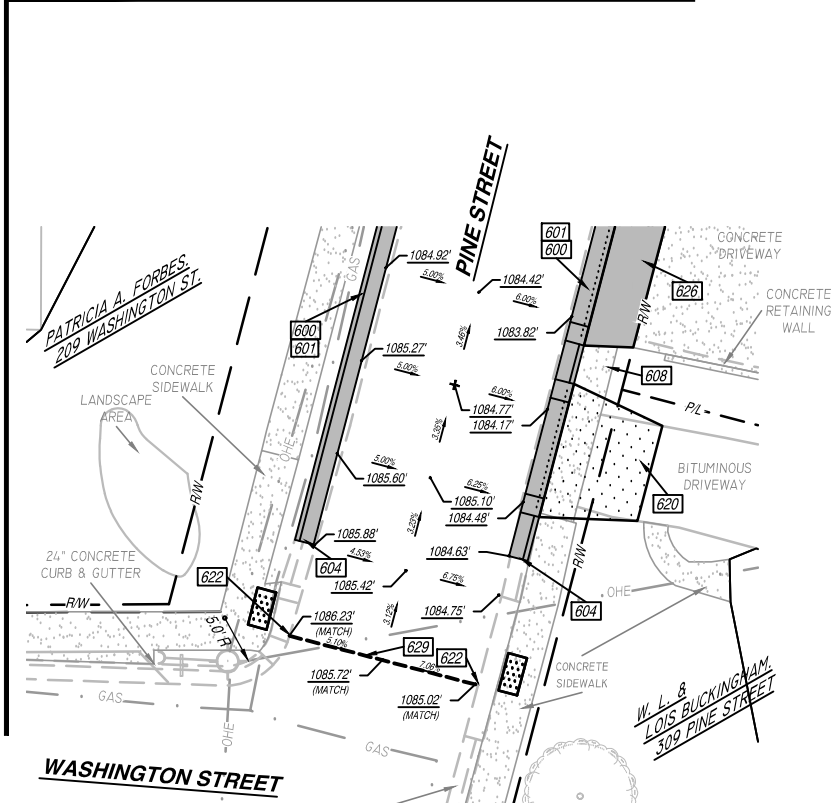 PINE STREET
1084.92'
5.00%
601
600
CONCRETE
DRIVEWAY
1084.42'
6.00%
GAS
626
PATRICIA A. FORBES.
209 WASHINGTON ST.
CONCRETE
RETAINING
WALL
R/W
600
601
1083.82'
3.46%
1085.27'
5.00%
CONCRETE
SIDEWALK
608
6.00%
1084.77'
1084.17'
LANDSCAPE
AREA
P/L
3.35%
OHE
R/W
5.00%
1085.60'
6.25%
1085.10'
1084.48'
BITUMINOUS
DRIVEWAY
620
3.23%
1085.88'
4.53%
1084.63'
24" CONCRETE
CURB & GUTTER
604
622
R/W
1085.42'
6.75%
OHE
604
R/W
5.0' R
1086.23'
(MATCH)
3.12%
1084.75'
5.10%
629
622
1085.72'
(MATCH)
7.06%
1085.02'
(MATCH)
CONCRETE
SIDEWALK
GAS
OHE
GAS
W. L. &
LOIS BUCKINGHAM.
309 PINE STREET
WASHINGTON STREET